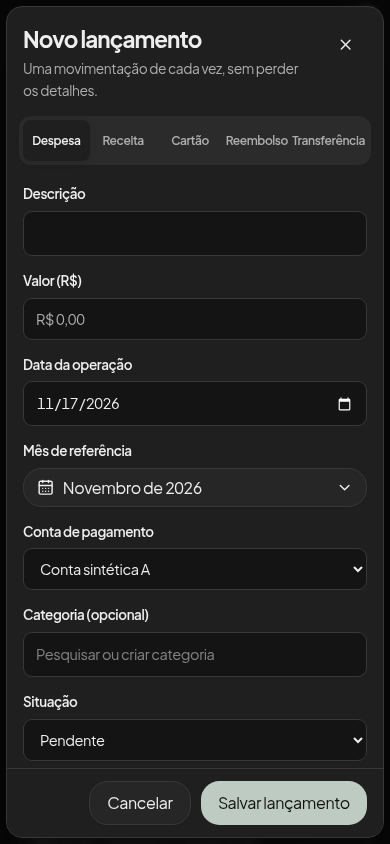 Novo lançamento
Uma movimentação de cada vez, sem perder
os detalhes.
Despesa Receita Cartão Reembolso Transferência
Descrição
Valor (R$)
R$ 0,00
Data da operação
11/17/2026
Mês de referência
Novembro de 2026
Conta de pagamento
Conta sintética A
Categoria (opcional)
Pesquisar ou criar categoria
Situação
Pendente
Cancelar Salvar lançamento